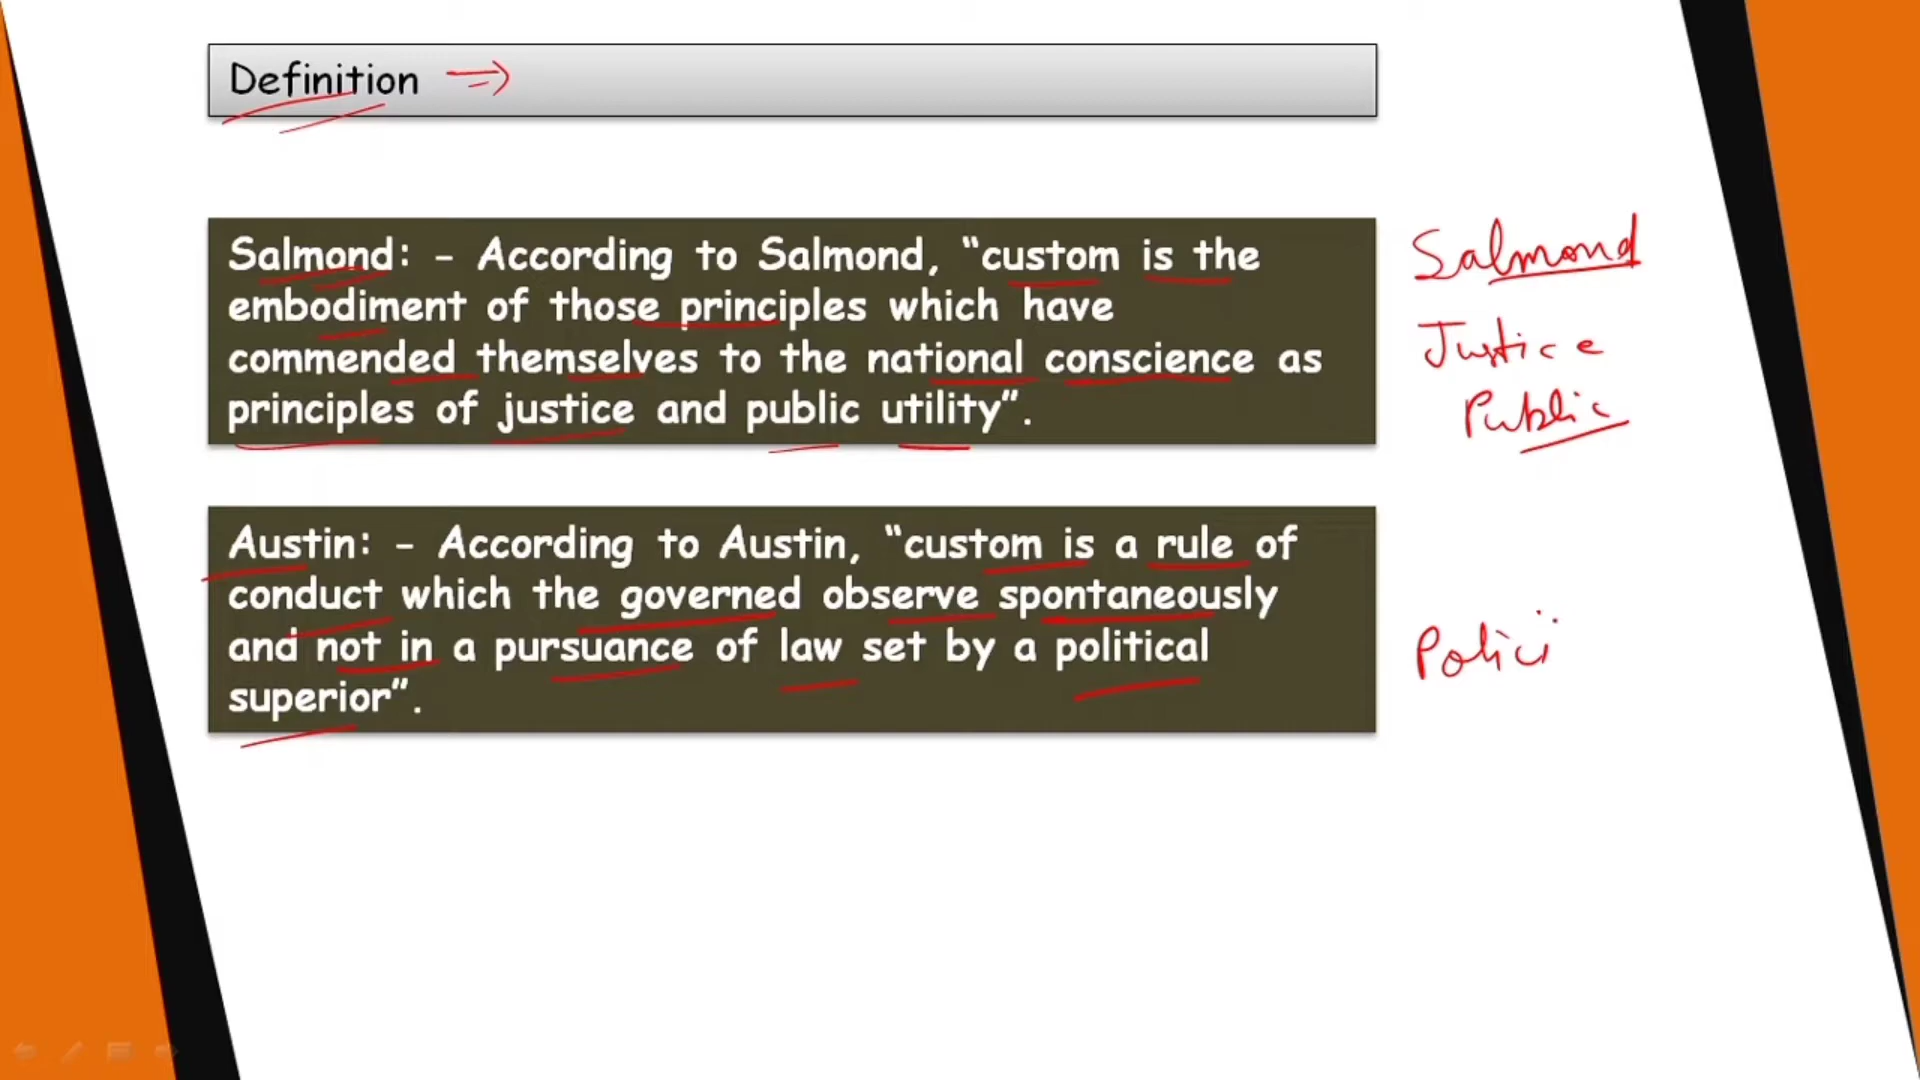 Definition →
Salmond: - According to Salmond, “custom is the
embodiment of those principles which have
commended themselves to the national conscience as
principles of justice and public utility”.
Salmond
Justice
Public
Austin: - According to Austin, “custom is a rule of
conduct which the governed observe spontaneously
and not in a pursuance of law set by a political
superior”.
Polici